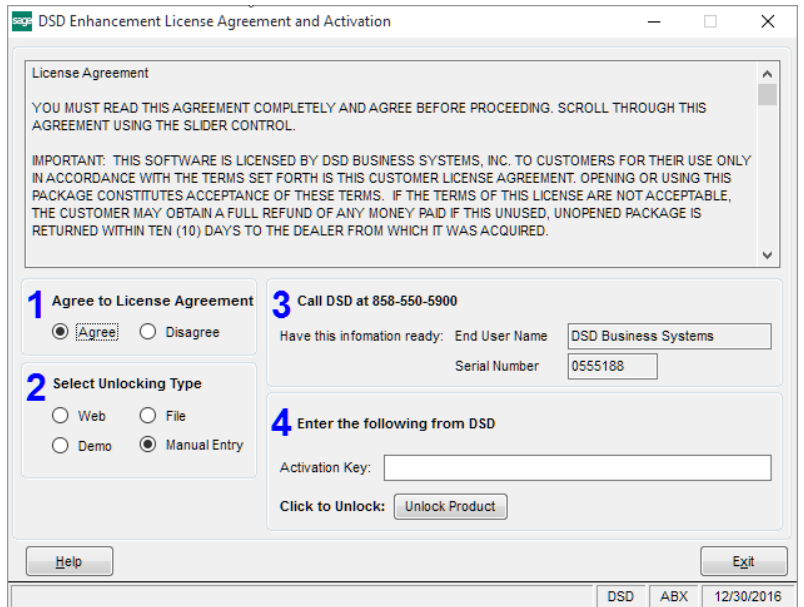 sage DSD Enhancement License Agreement and Activation
License Agreement
YOU MUST READ THIS AGREEMENT COMPLETELY AND AGREE BEFORE PROCEEDING. SCROLL THROUGH THIS
AGREEMENT USING THE SLIDER CONTROL.
IMPORTANT: THIS SOFTWARE IS LICENSED BY DSD BUSINESS SYSTEMS, INC. TO CUSTOMERS FOR THEIR USE ONLY
IN ACCORDANCE WITH THE TERMS SET FORTH IS THIS CUSTOMER LICENSE AGREEMENT. OPENING OR USING THIS
PACKAGE CONSTITUTES ACCEPTANCE OF THESE TERMS. IF THE TERMS OF THIS LICENSE ARE NOT ACCEPTABLE,
THE CUSTOMER MAY OBTAIN A FULL REFUND OF ANY MONEY PAID IF THIS UNUSED, UNOPENED PACKAGE IS
RETURNED WITHIN TEN (10) DAYS TO THE DEALER FROM WHICH IT WAS ACQUIRED.
1 Agree to License Agreement
Agree Disagree
2 Select Unlocking Type
Web File
Demo Manual Entry
3 Call DSD at 858-550-5900
Have this infomation ready: End User Name DSD Business Systems
Serial Number 0555188
4 Enter the following from DSD
Activation Key:
Click to Unlock: Unlock Product
Help Exit
DSD ABX 12/30/2016